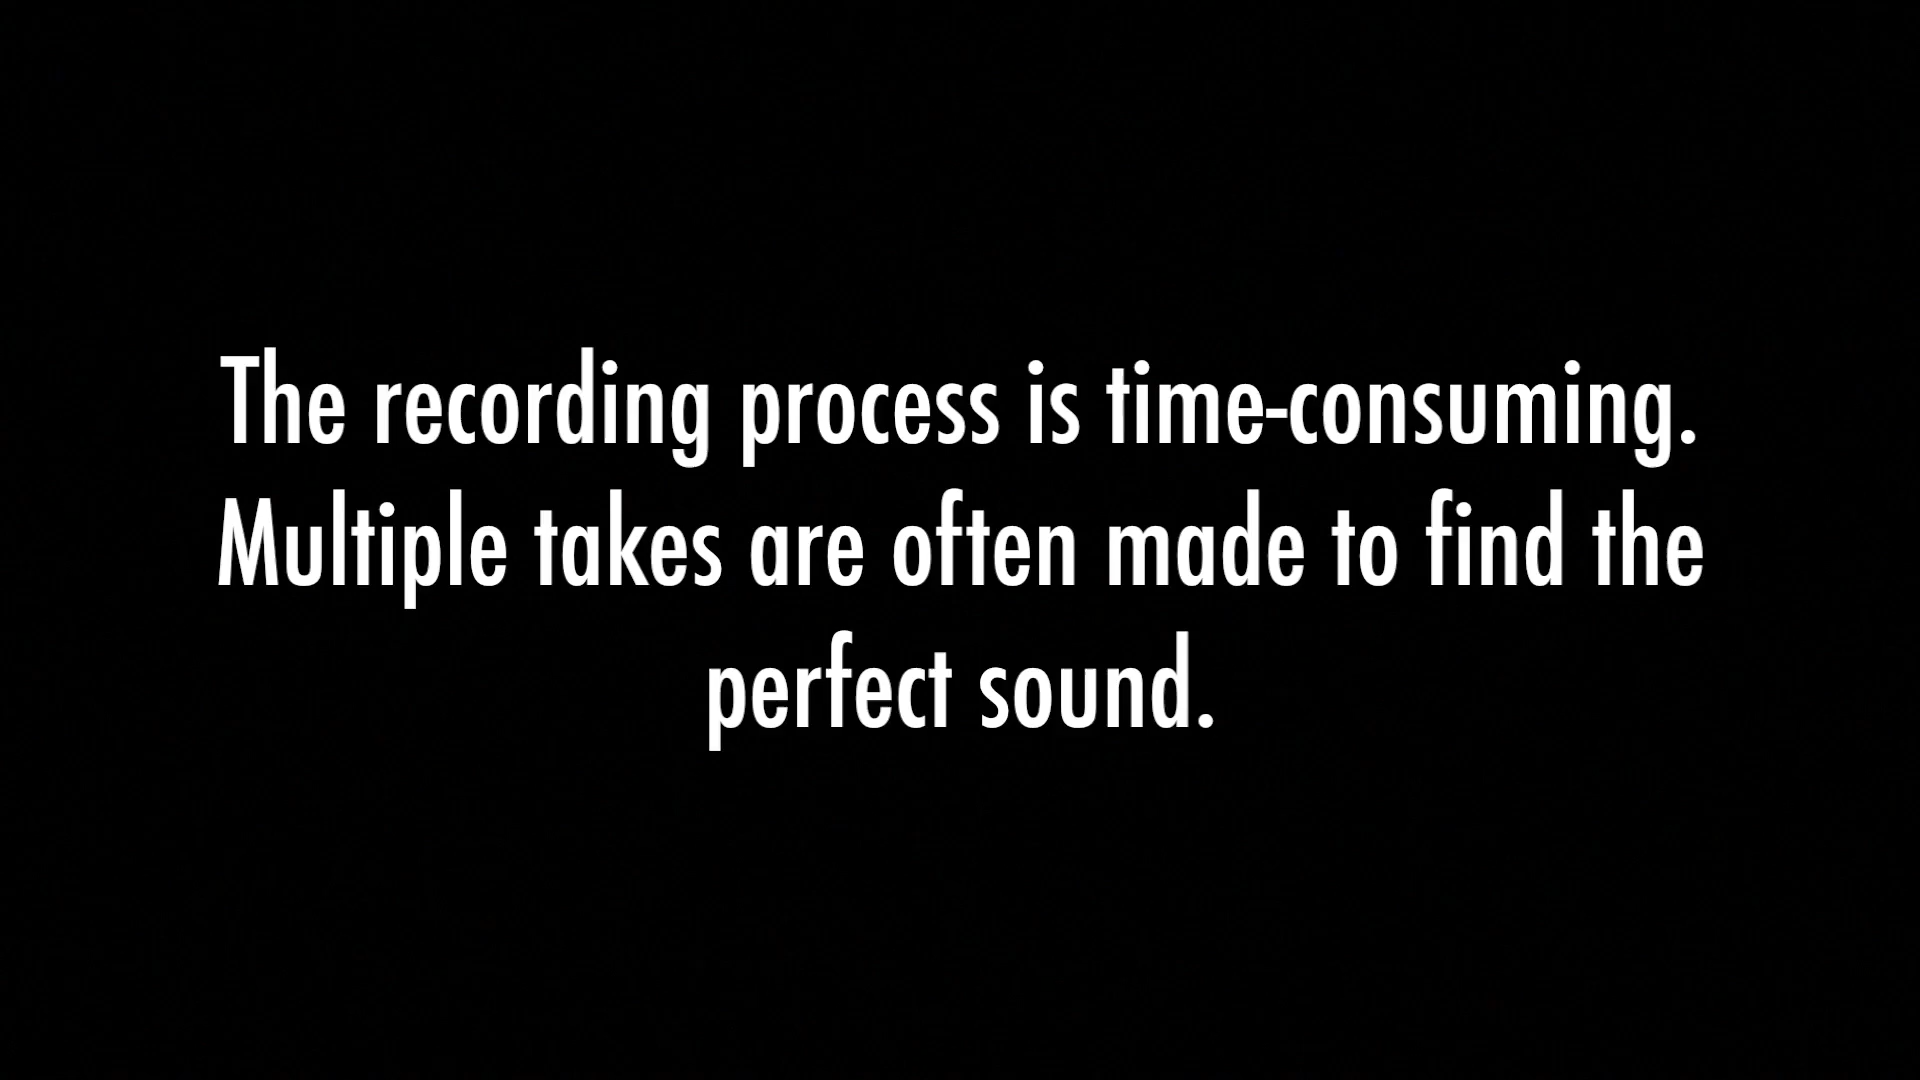 The recording process is time-consuming.
Multiple takes are often made to find the
perfect sound.